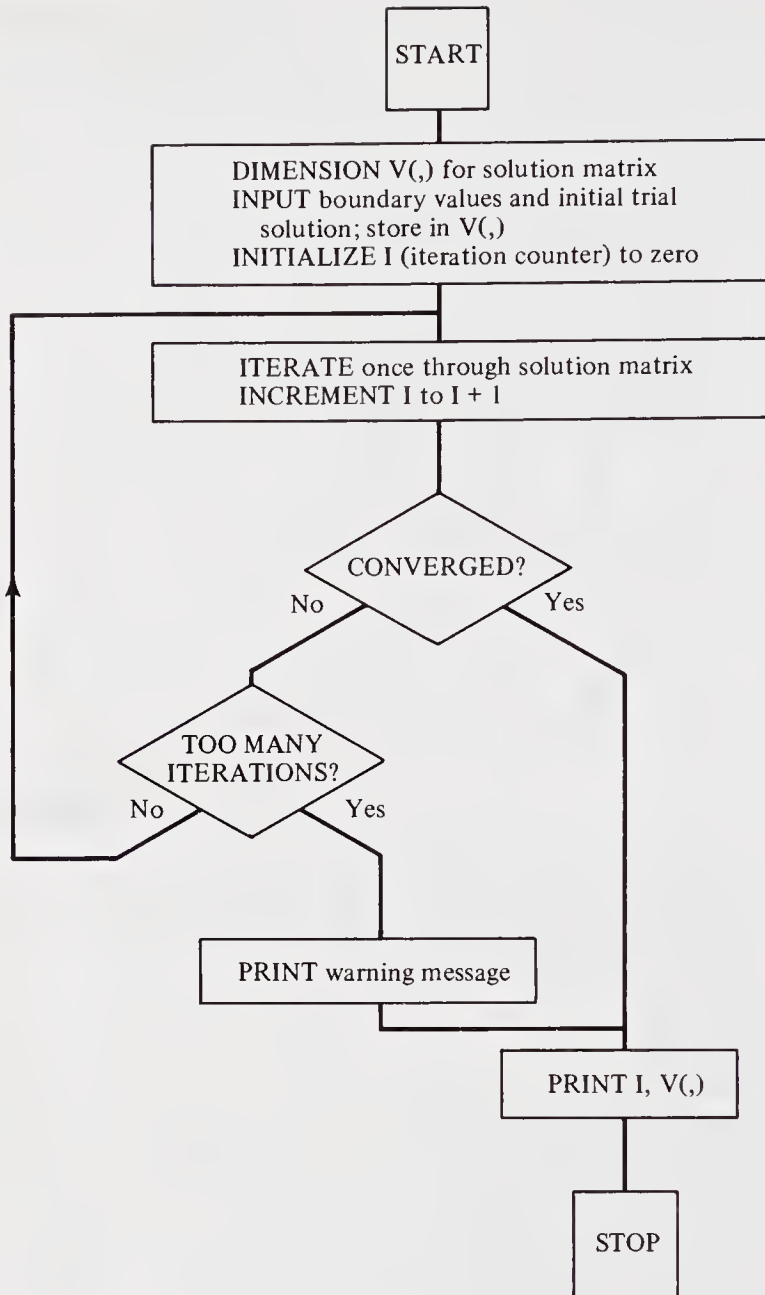 START
DIMENSION V(,) for solution matrix
INPUT boundary values and initial trial
solution; store in V(,)
INITIALIZE I (iteration counter) to zero
ITERATE once through solution matrix
INCREMENT I to I + 1
CONVERGED?
No
Yes
TOO MANY
ITERATIONS?
No
Yes
PRINT warning message
PRINT I, V(,)
STOP